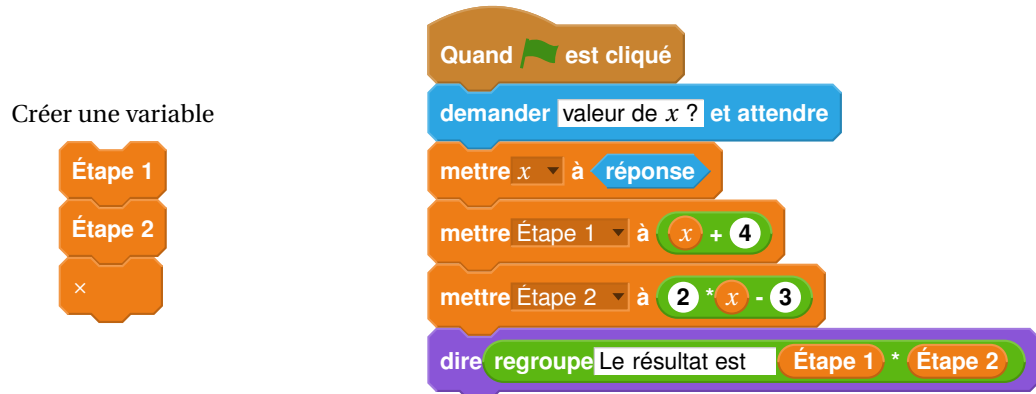 Créer une variable
Étape 1
Étape 2
×
Quand est cliqué
demander valeur de x ? et attendre
mettre x à réponse
mettre Étape 1 à x + 4
mettre Étape 2 à 2 * x - 3
dire regroupe Le résultat est Étape 1 * Étape 2